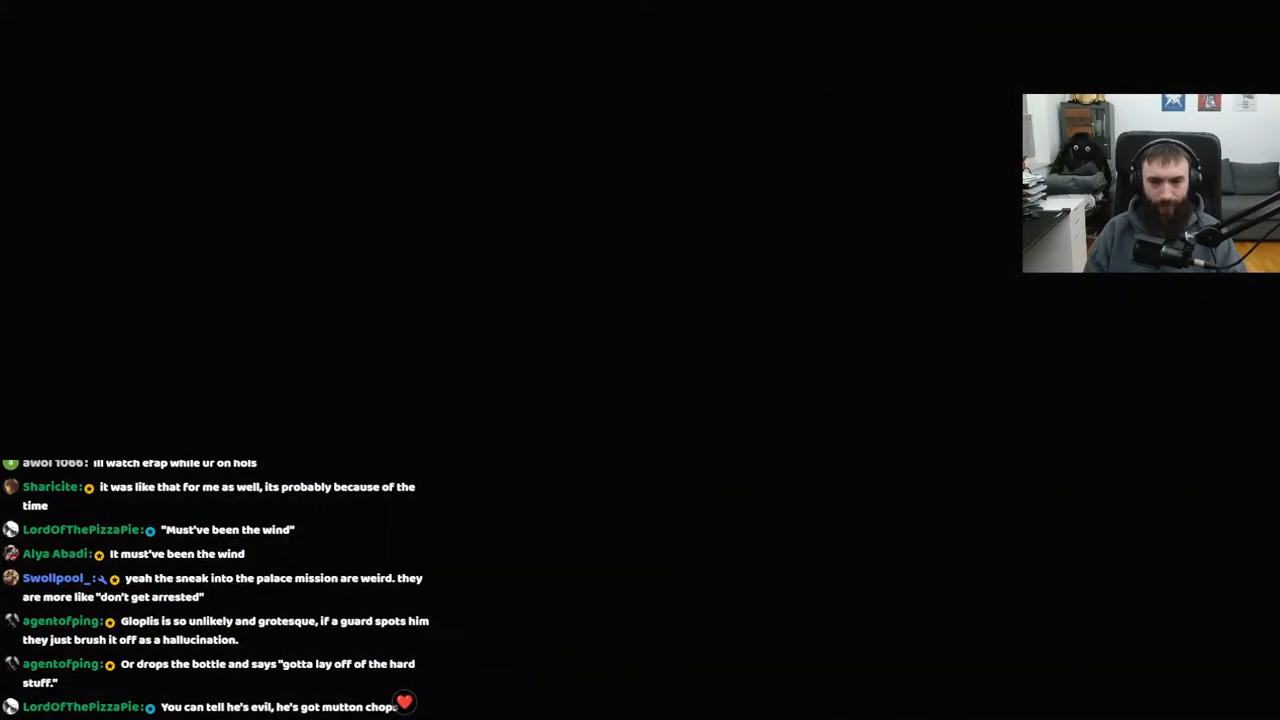 awol 1066: ill watch efap while ur on hols
Sharicite: it was like that for me as well, its probably because of the
time
LordOfThePizzaPie: "Must've been the wind"
Alya Abadi: It must've been the wind
Swollpool_: yeah the sneak into the palace mission are weird. they
are more like "don't get arrested"
agentofping: Gloplis is so unlikely and grotesque, if a guard spots him
they just brush it off as a hallucination.
agentofping: Or drops the bottle and says "gotta lay off of the hard
stuff."
LordOfThePizzaPie: You can tell he's evil, he's got mutton chops